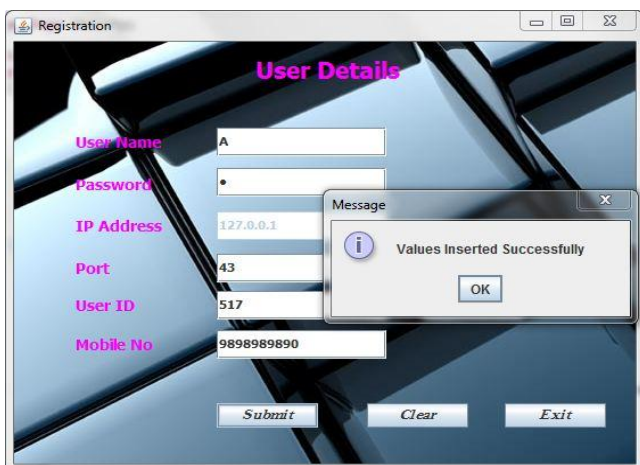 Registration
User Details
User Name A
Password •
Message
IP Address 127.0.0.1
Values Inserted Successfully
Port 43
OK
User ID 517
Mobile No 9898989890
Submit Clear Exit